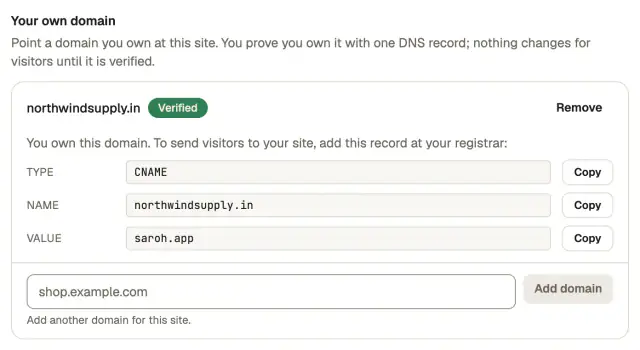 Your own domain
Point a domain you own at this site. You prove you own it with one DNS record; nothing changes for
visitors until it is verified.
northwindsupply.in Verified Remove
You own this domain. To send visitors to your site, add this record at your registrar:
TYPE CNAME Copy
NAME northwindsupply.in Copy
VALUE saroh.app Copy
shop.example.com Add domain
Add another domain for this site.